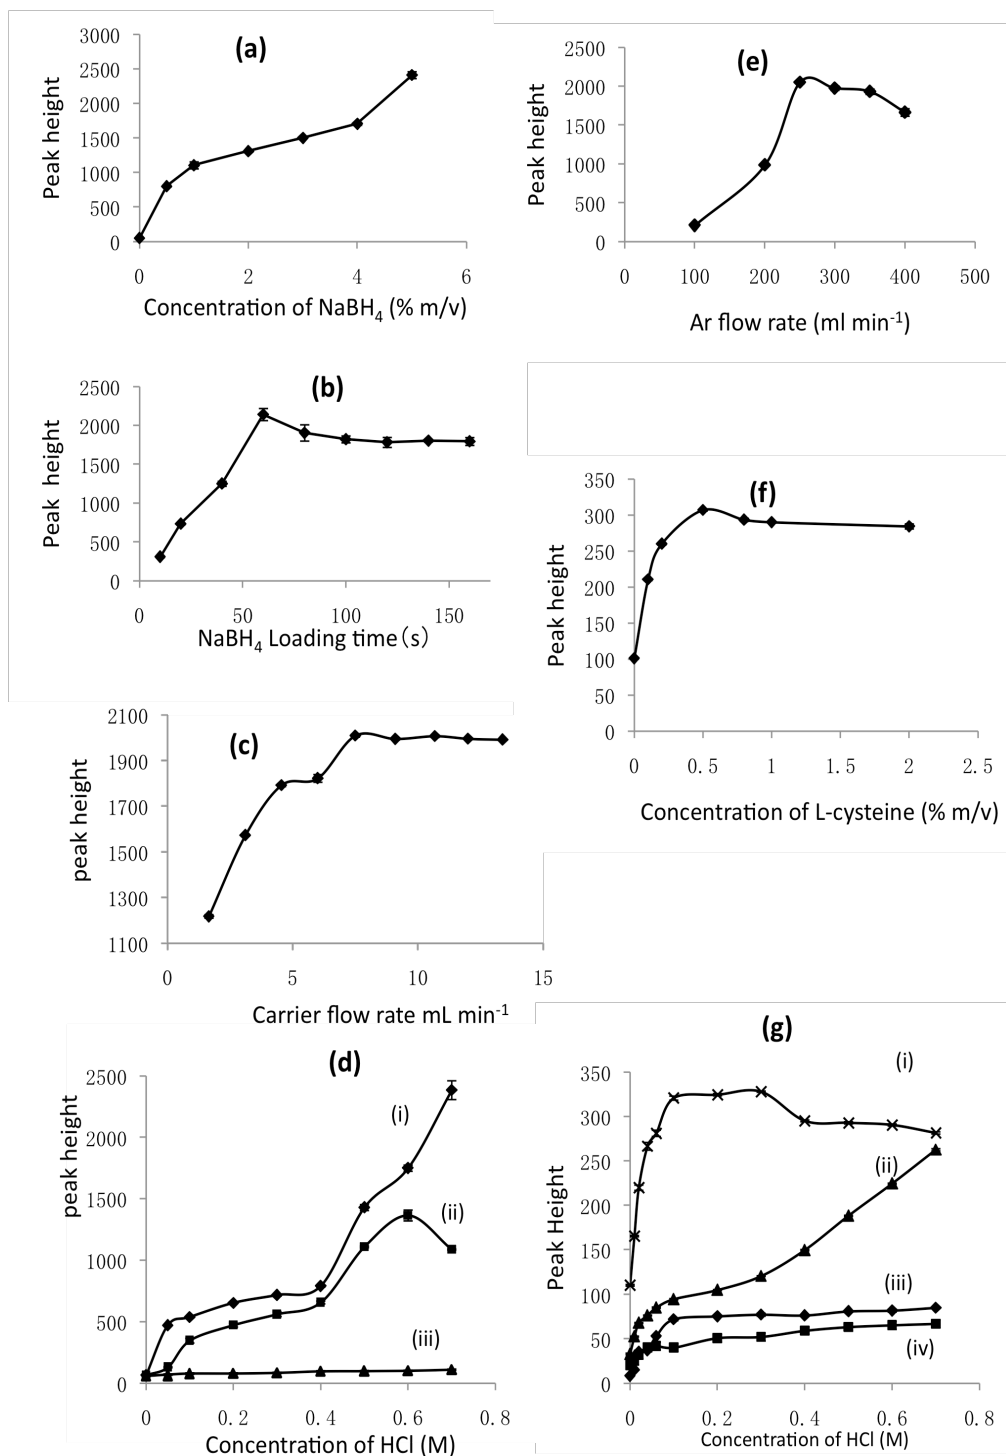 (a)
3000
2500
2000
1500
1000
500
0
Peak height
0 2 4 6
Concentration of NaBH4 (% m/v)
(e)
2500
2000
1500
1000
500
0
Peak height
0 100 200 300 400 500
Ar flow rate (ml min-1)
(b)
2500
2000
1500
1000
500
0
Peak height
0 50 100 150
NaBH4 Loading time (s)
(f)
350
300
250
200
150
100
50
0
Peak height
0 0.5 1 2 2.5
Concentration of L-cysteine (% m/v)
(c)
2100
1900
1700
1500
1300
1100
peak height
0 5 10 15
Carrier flow rate mL min-1
(d)
2500
2000
1500
1000
500
0
peak height
(i)
(ii)
(iii)
0 0.2 0.4 0.6 0.8
Concentration of HCl (M)
(g)
350
300
250
200
150
100
50
0
Peak Height
(i)
(ii)
(iii)
(iv)
0 0.2 0.4 0.6 0.8
Concentration of HCl (M)